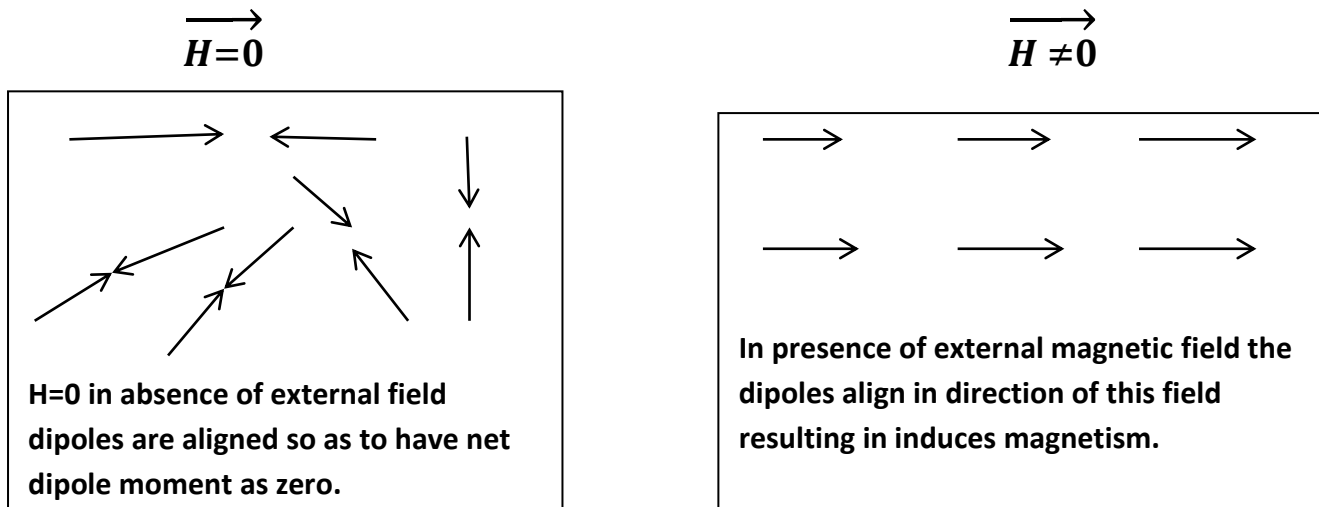 H=0
H ≠0
H=0 in absence of external field
dipoles are aligned so as to have net
dipole moment as zero.
In presence of external magnetic field the
dipoles align in direction of this field
resulting in induces magnetism.